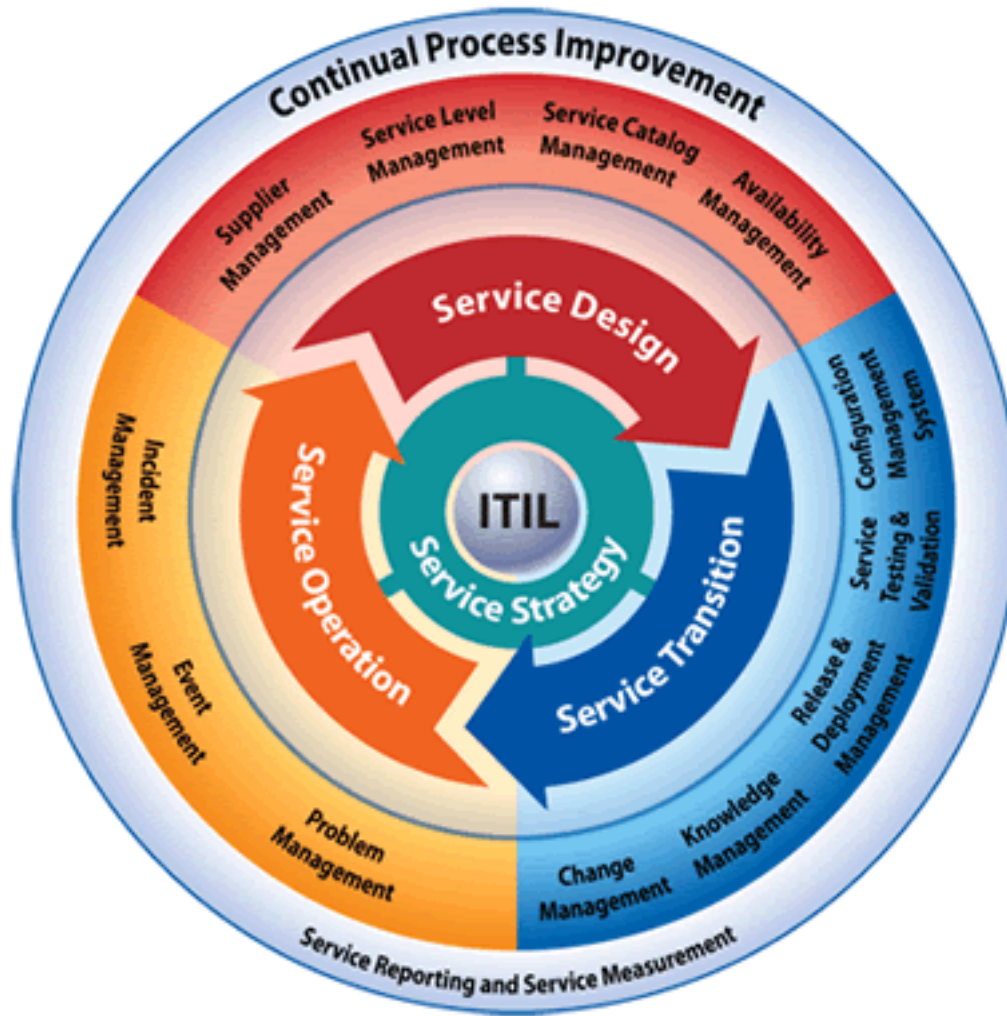 Continual Process Improvement
Supplier
Management
Service Level
Management
Service Catalog
Management
Availability
Management
Configuration
Management
System
Service
Testing &
Validation
Release &
Deployment
Management
Knowledge
Management
Change
Management
Problem
Management
Event
Management
Incident
Management
Service Design
Service Transition
Service Operation
Service Strategy
ITIL
Service Reporting and Service Measurement